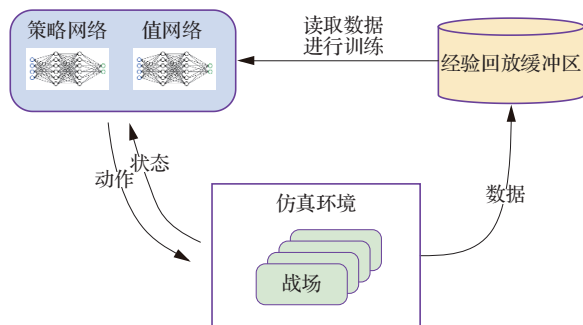 策略网络
值网络
读取数据
进行训练
经验回放缓冲区
状态
动作
数据
仿真环境
战场